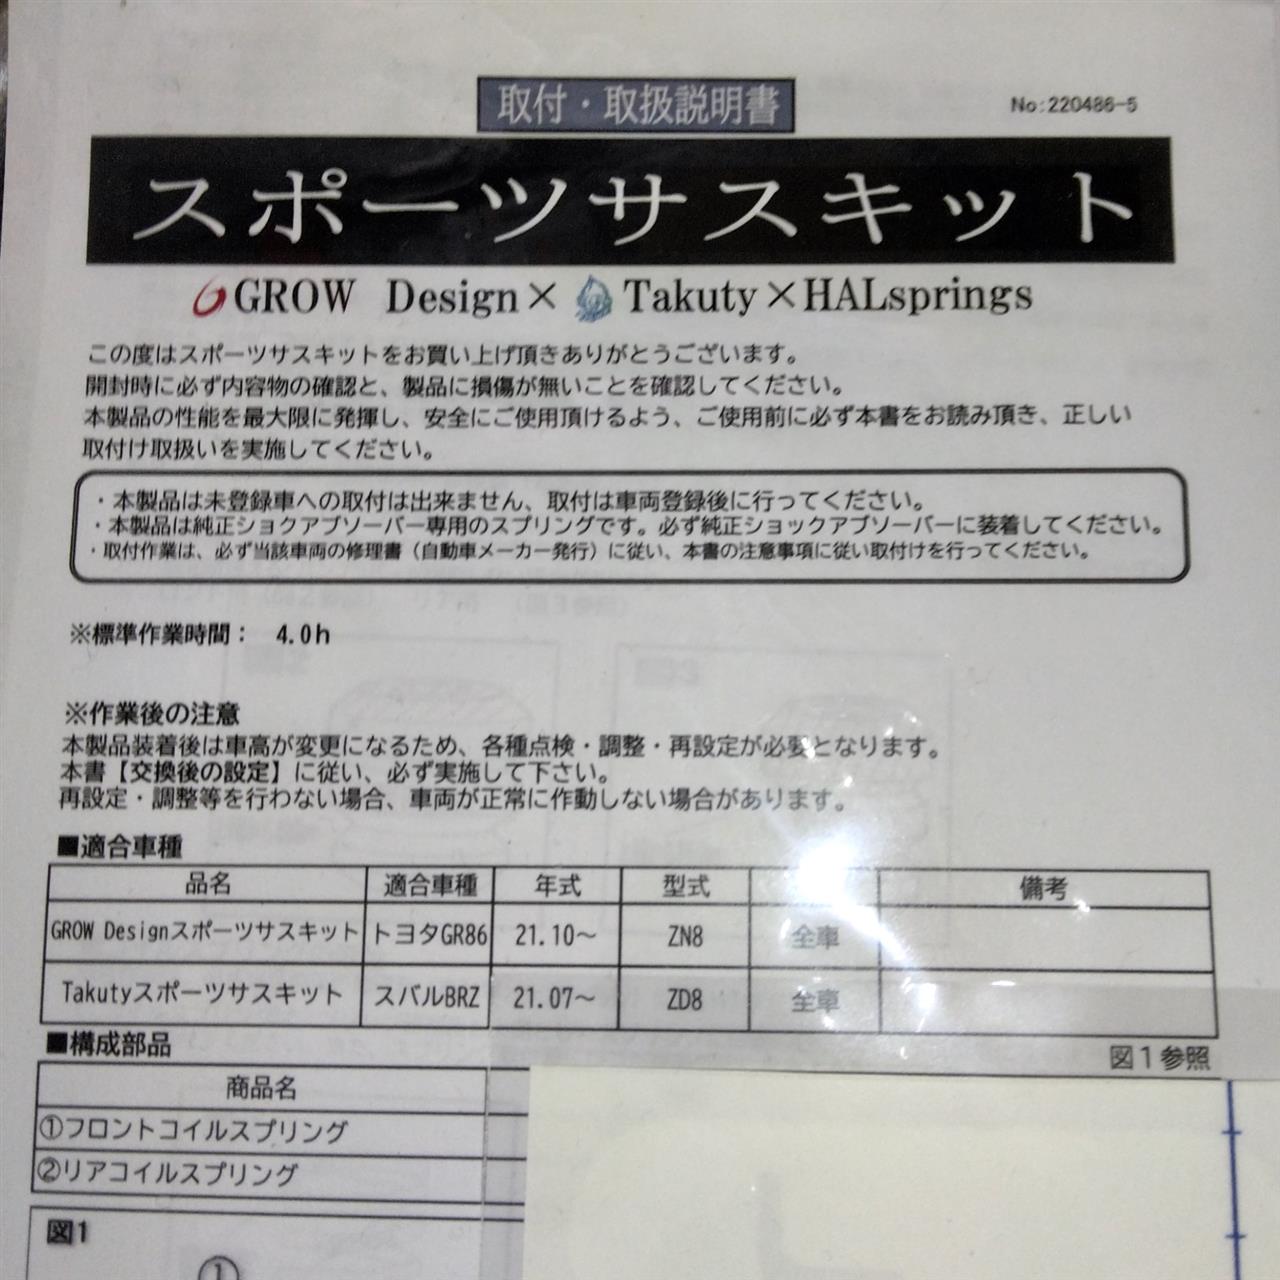 取付・取扱説明書
No:220486-5
スポーツサスキット
GROW Design×Takuty×HALsprings
この度はスポーツサスキットをお買い上げ頂きありがとうございます。
開封時に必ず内容物の確認と、製品に損傷が無いことを確認してください。
本製品の性能を最大限に発揮し、安全にご使用頂けるよう、ご使用前に必ず本書をお読み頂き、正しい
取付け取扱いを実施してください。
・本製品は未登録車への取付は出来ません、取付は車両登録後に行ってください。
・本製品は純正ショクアブソーバー専用のスプリングです。必ず純正ショックアブソーバーに装着してください。
・取付作業は、必ず当該車両の修理書（自動車メーカー発行）に従い、本書の注意事項に従い取付けを行ってください。
※標準作業時間： 4.0h
※作業後の注意
本製品装着後は車高が変更になるため、各種点検・調整・再設定が必要となります。
本書【交換後の設定】に従い、必ず実施して下さい。
再設定・調整等を行わない場合、車両が正常に作動しない場合があります。
■適合車種
品名 適合車種 年式 型式 備考
GROW Designスポーツサスキット トヨタGR86 21.10～ ZN8 全車
Takutyスポーツサスキット スバルBRZ 21.07～ ZD8 全車
■構成部品
図1参照
商品名
①フロントコイルスプリング
②リアコイルスプリング
図1
①